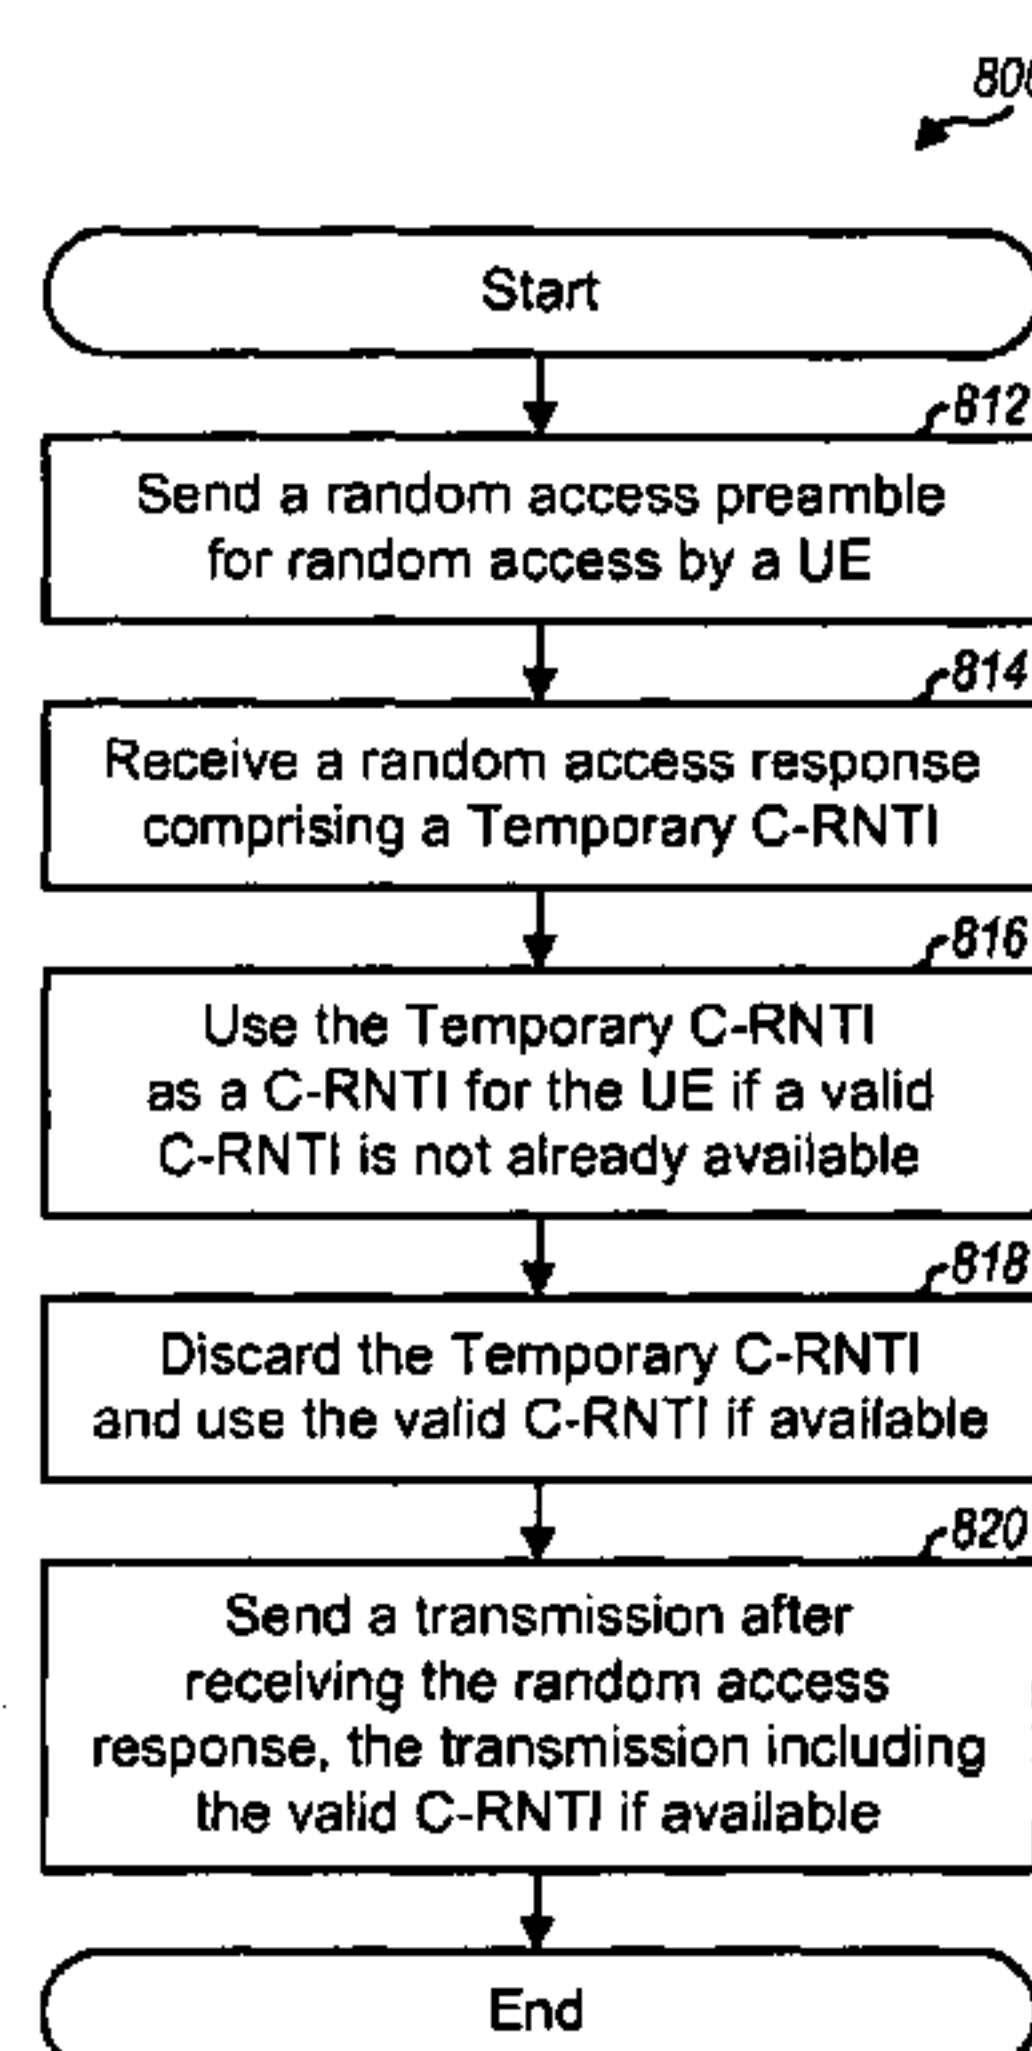 808
Start
812
Send a random access preamble
for random access by a UE
814
Receive a random access response
comprising a Temporary C-RNTI
816
Use the Temporary C-RNTI
as a C-RNTI for the UE if a valid
C-RNTI is not already available
818
Discard the Temporary C-RNTI
and use the valid C-RNTI if available
820
Send a transmission after
receiving the random access
response, the transmission including
the valid C-RNTI if available
End